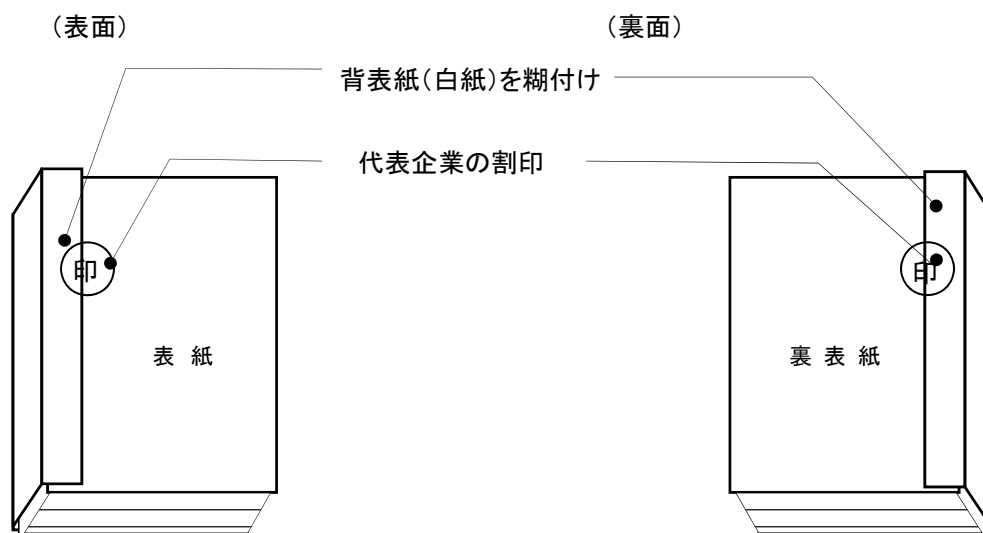 （表面）
（裏面）
背表紙（白紙）を糊付け
代表企業の割印
印
印
表 紙
裏 表 紙